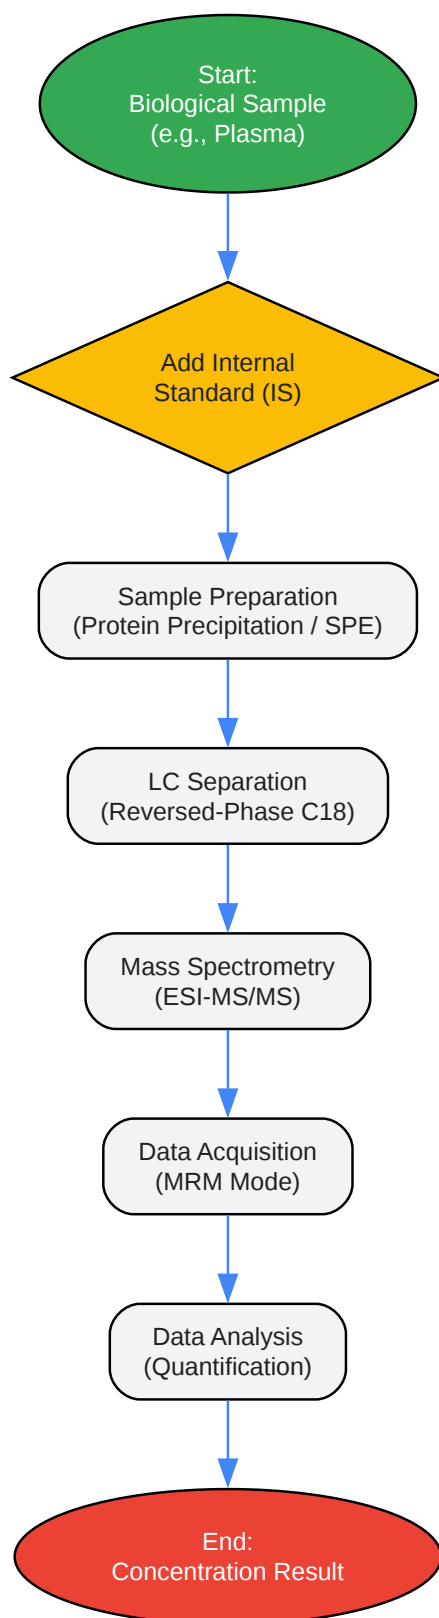 Start:
Biological Sample
(e.g., Plasma)
Add Internal
Standard (IS)
Sample Preparation
(Protein Precipitation / SPE)
LC Separation
(Reversed-Phase C18)
Mass Spectrometry
(ESI-MS/MS)
Data Acquisition
(MRM Mode)
Data Analysis
(Quantification)
End:
Concentration Result